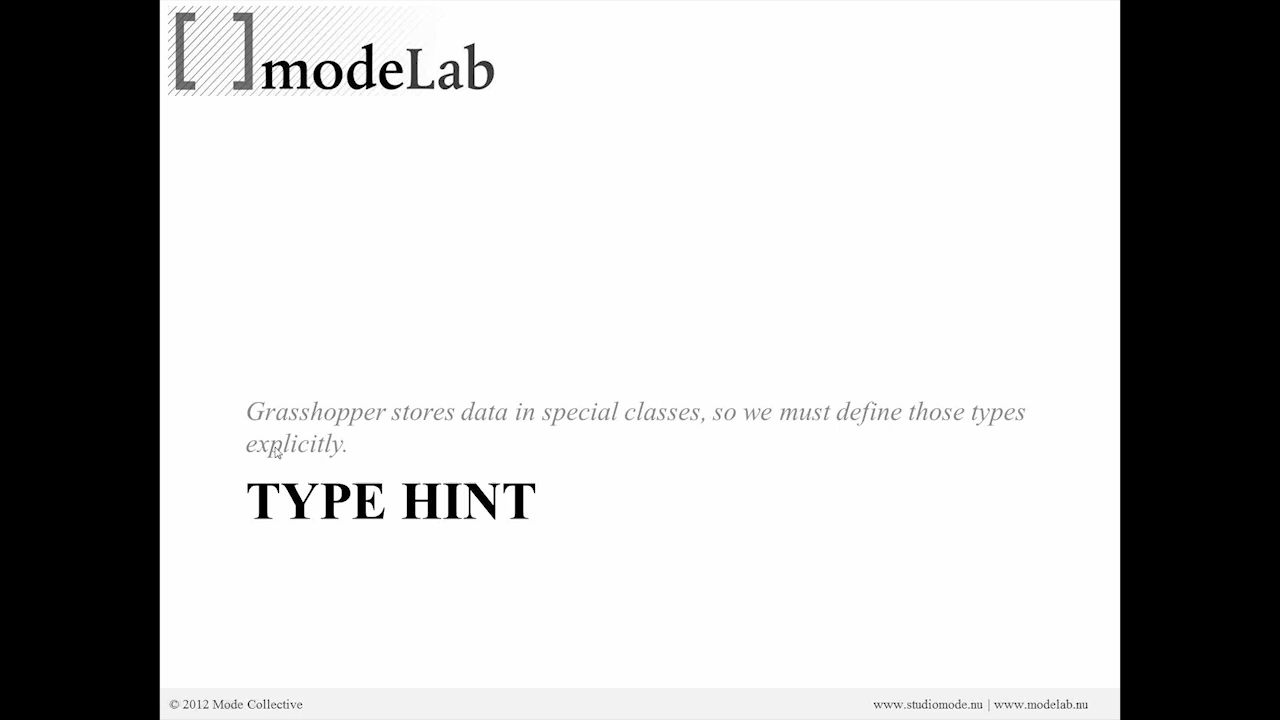 [ ] modeLab
Grasshopper stores data in special classes, so we must define those types
explicitly.
TYPE HINT
© 2012 Mode Collective
www.studiomode.nu | www.modelab.nu